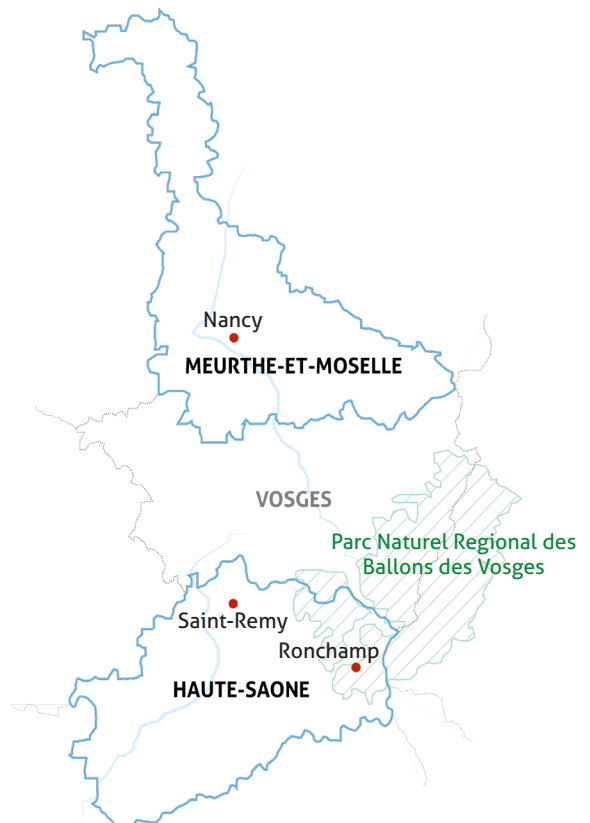 Nancy
MEURTHE-ET-MOSELLE
VOSGES
Parc Naturel Regional des
Ballons des Vosges
Saint-Remy
Ronchamp
HAUTE-SAONE